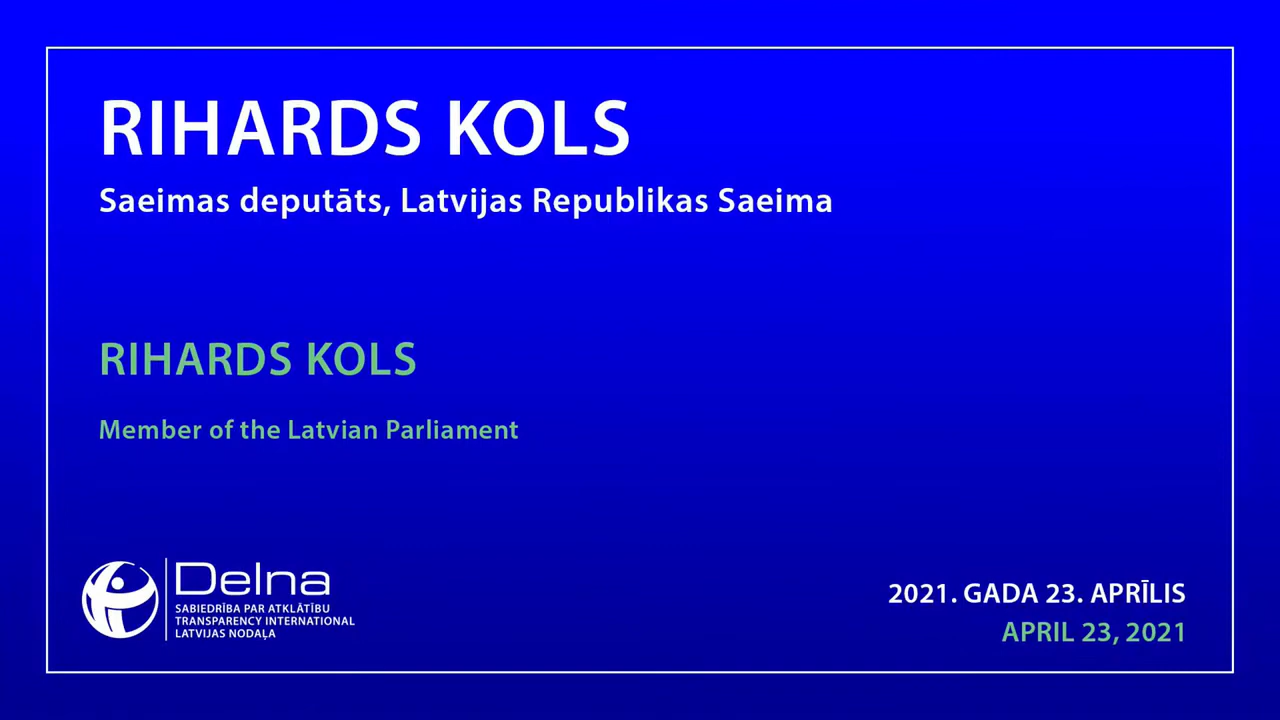 RIHARDS KOLS
Saeimas deputāts, Latvijas Republikas Saeima
RIHARDS KOLS
Member of the Latvian Parliament
Delna
SABIEDRĪBA PAR ATKLĀTĪBU
TRANSPARENCY INTERNATIONAL
LATVIJAS NODAĻA
2021. GADA 23. APRĪLIS
APRIL 23, 2021